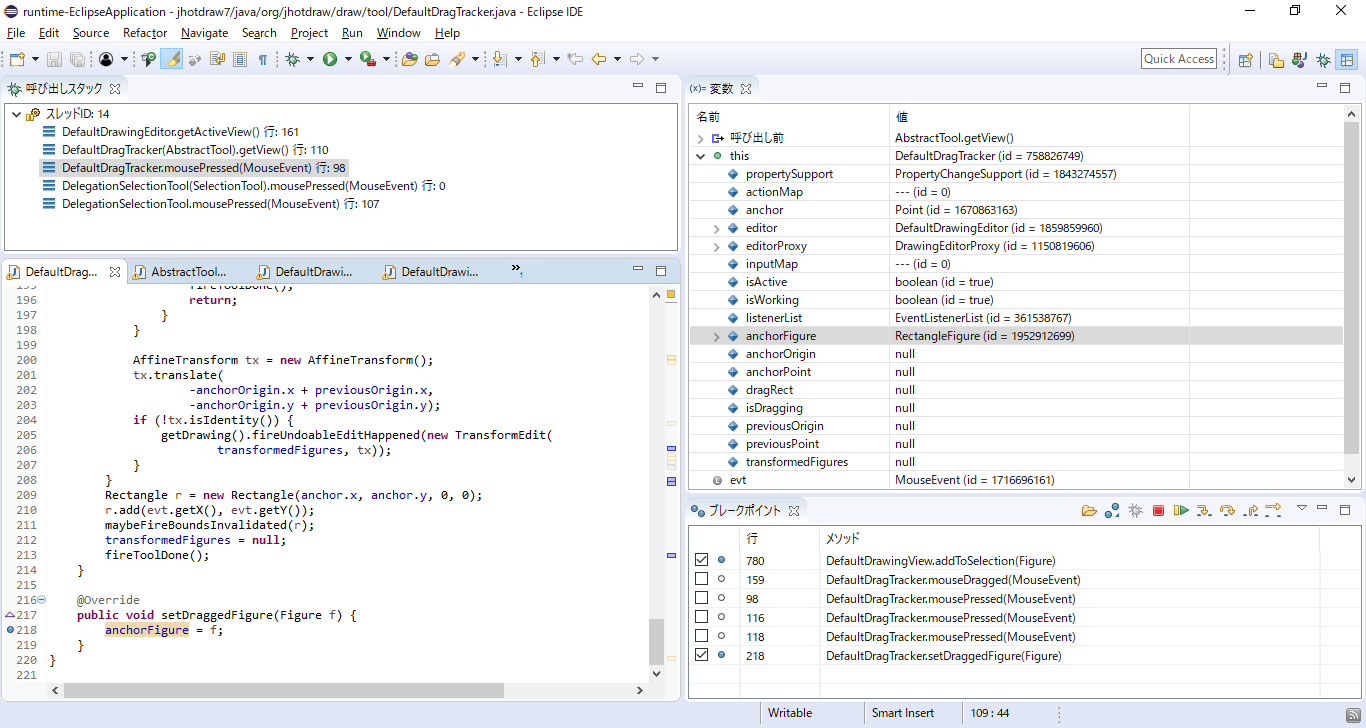 runtime-EclipseApplication - jhotdraw7/java/org/jhotdraw/draw/tool/DefaultDragTracker.java - Eclipse IDE
File Edit Source Refactor Navigate Search Project Run Window Help
Quick Access
呼び出しスタック
スレッドID: 14
DefaultDrawingEditor.getActiveView() 行: 161
DefaultDragTracker(AbstractTool).getView() 行: 110
DefaultDragTracker.mousePressed(MouseEvent) 行: 98
DelegationSelectionTool(SelectionTool).mousePressed(MouseEvent) 行: 0
DelegationSelectionTool.mousePressed(MouseEvent) 行: 107
DefaultDrag... AbstractTool... DefaultDrawi... DefaultDrawi... »1
195 fireToolDone();
196 return;
197 }
198 }
199
200 AffineTransform tx = new AffineTransform();
201 tx.translate(
202 -anchorOrigin.x + previousOrigin.x,
203 -anchorOrigin.y + previousOrigin.y);
204 if (!tx.isIdentity()) {
205 getDrawing().fireUndoableEditHappened(new TransformEdit(
206 transformedFigures, tx));
207 }
208 }
209 Rectangle r = new Rectangle(anchor.x, anchor.y, 0, 0);
210 r.add(evt.getX(), evt.getY());
211 maybeFireBoundsInvalidated(r);
212 transformedFigures = null;
213 fireToolDone();
214 }
215
216 @Override
217 public void setDraggedFigure(Figure f) {
218 anchorFigure = f;
219 }
220 }
221
(x)= 変数
名前 値
呼び出し前 AbstractTool.getView()
this DefaultDragTracker (id = 758826749)
propertySupport PropertyChangeSupport (id = 1843274557)
actionMap --- (id = 0)
anchor Point (id = 1670863163)
editor DefaultDrawingEditor (id = 1859859960)
editorProxy DrawingEditorProxy (id = 1150819606)
inputMap --- (id = 0)
isActive boolean (id = true)
isWorking boolean (id = true)
listenerList EventListenerList (id = 361538767)
anchorFigure RectangleFigure (id = 1952912699)
anchorOrigin null
anchorPoint null
dragRect null
isDragging null
previousOrigin null
previousPoint null
transformedFigures null
evt MouseEvent (id = 1716696161)
ブレークポイント
行 メソッド
780 DefaultDrawingView.addToSelection(Figure)
159 DefaultDragTracker.mouseDragged(MouseEvent)
98 DefaultDragTracker.mousePressed(MouseEvent)
116 DefaultDragTracker.mousePressed(MouseEvent)
118 DefaultDragTracker.mousePressed(MouseEvent)
218 DefaultDragTracker.setDraggedFigure(Figure)
Writable Smart Insert 109 : 44